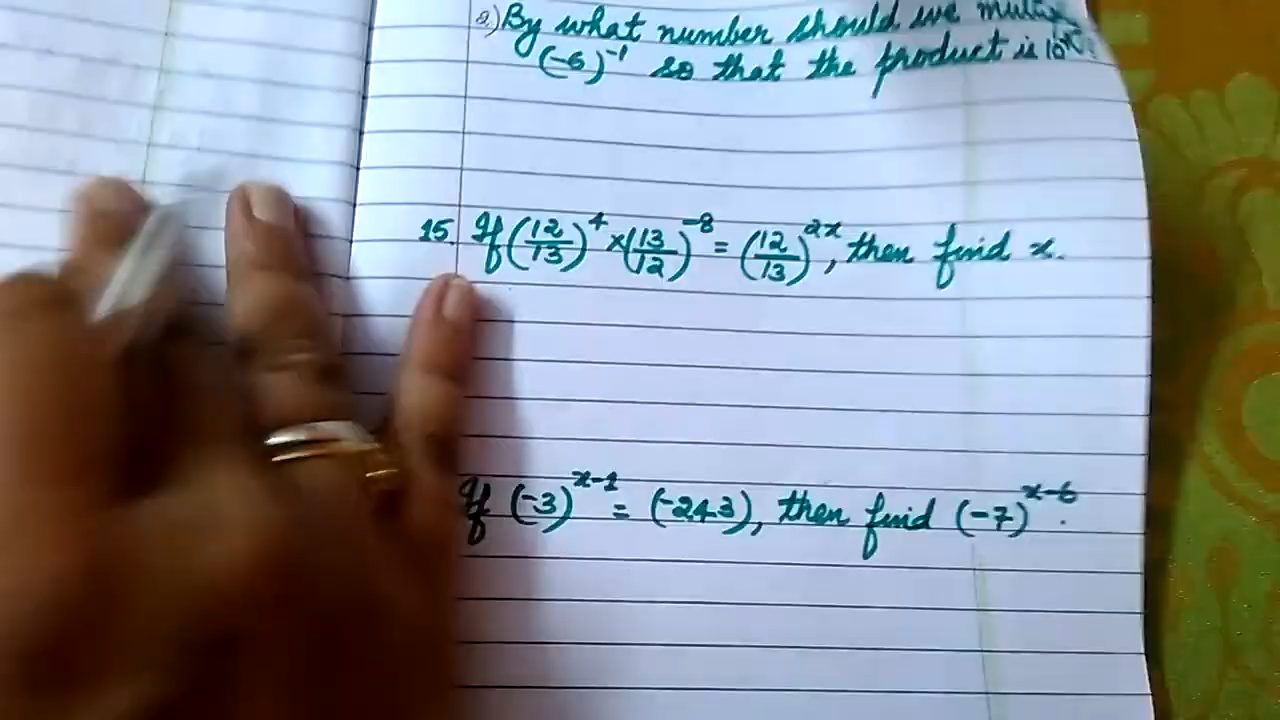 2) By what number should we
(-6)⁻¹ so that the product is 10
15. If (12/13)⁴ × (13/12)⁻⁸ = (12/13)²ˣ, then find x.
If (-3)ˣ⁻¹ = (-243), then find (-7)ˣ⁻⁶.